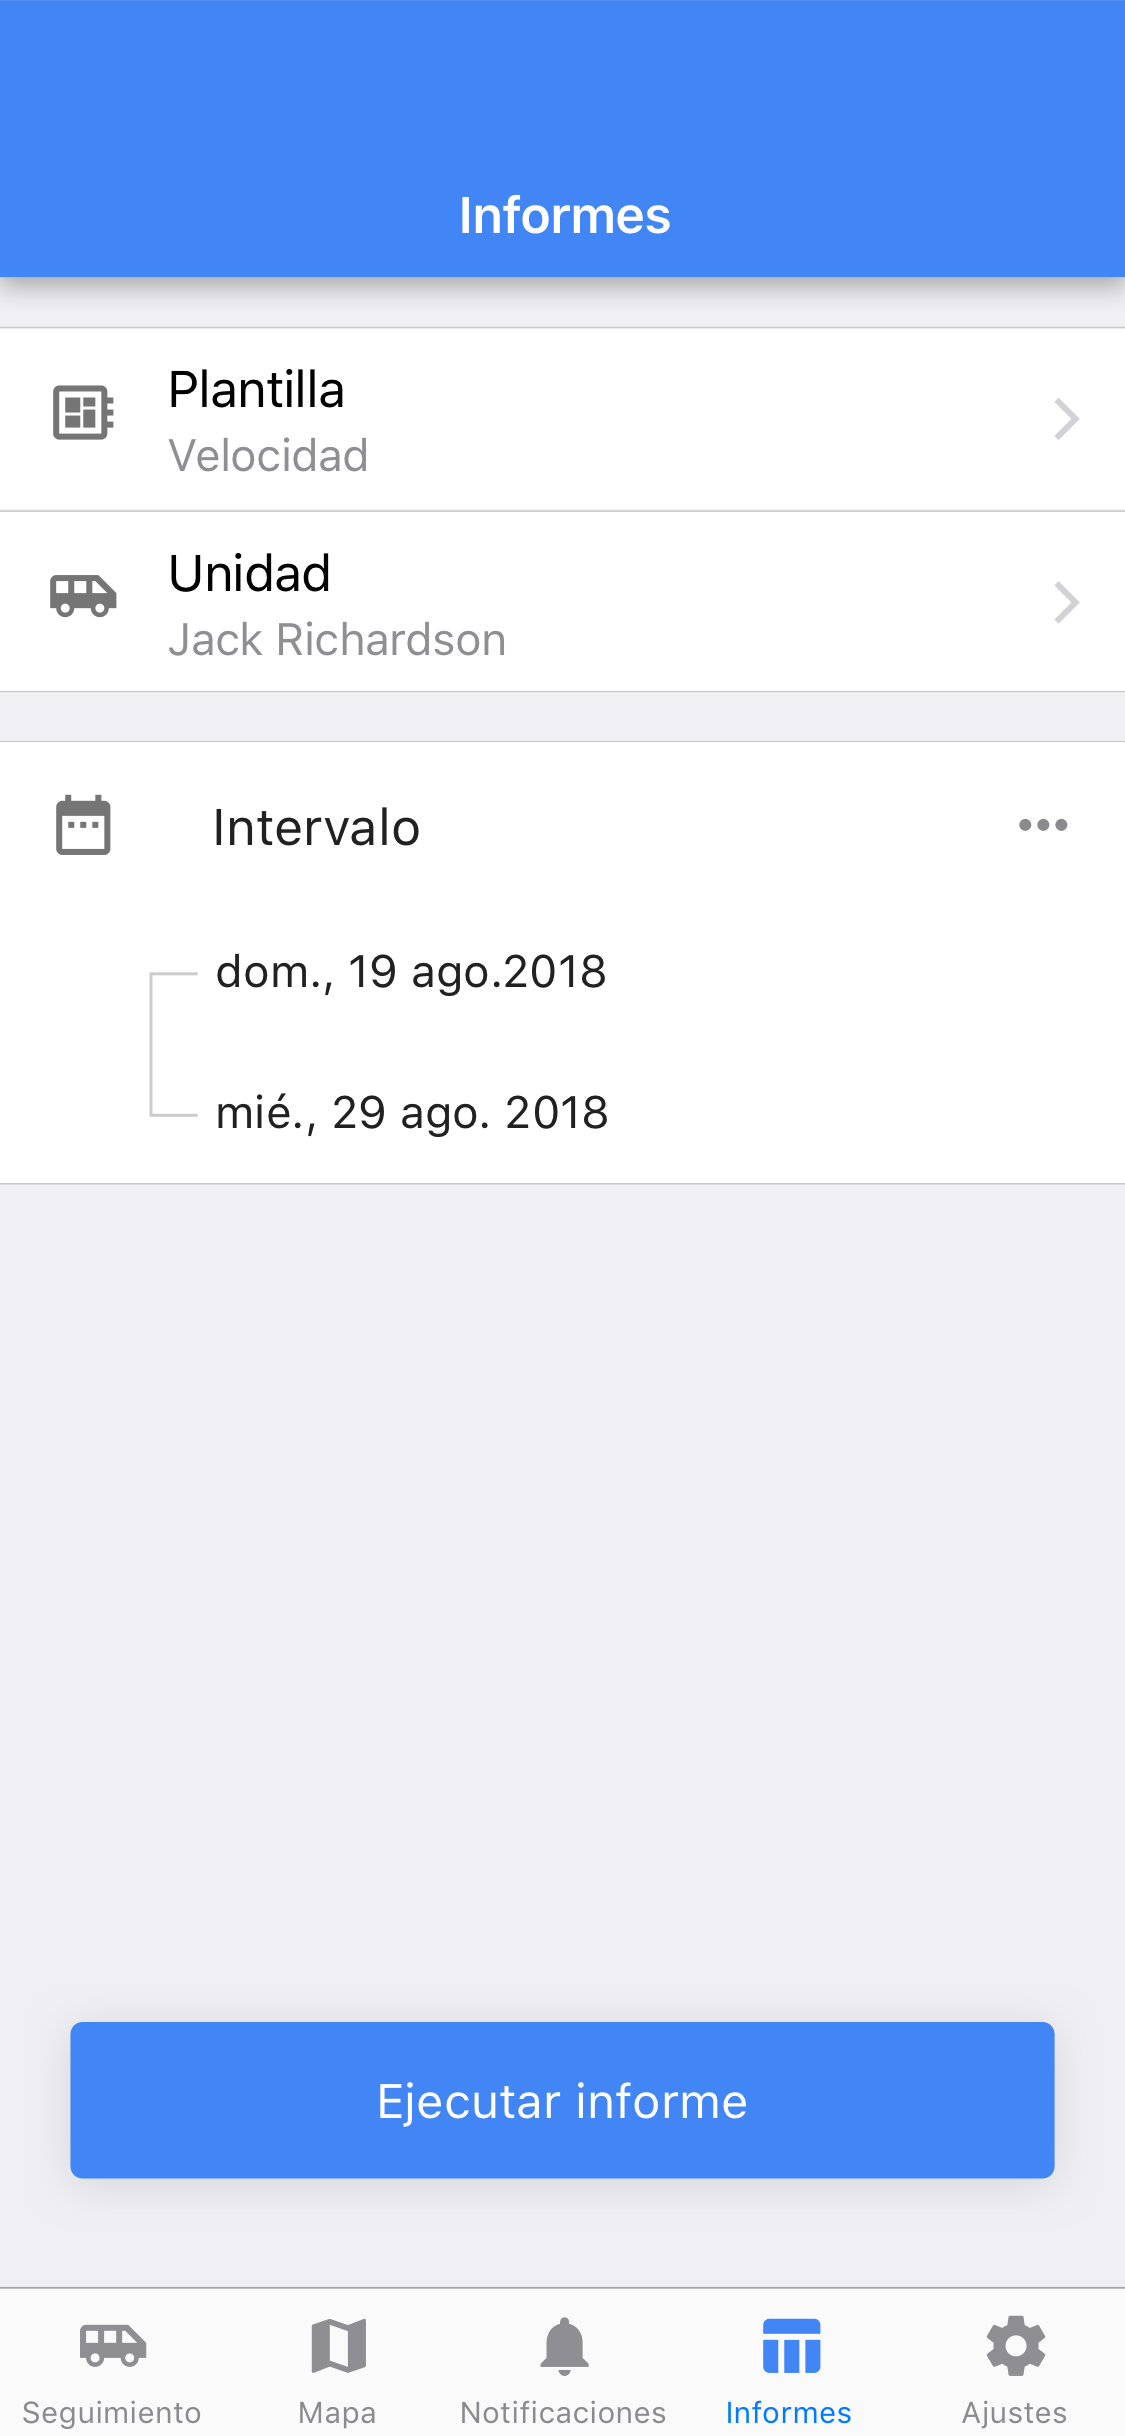 Informes
Plantilla
Velocidad
Unidad
Jack Richardson
Intervalo
dom., 19 ago.2018
mié., 29 ago. 2018
Ejecutar informe
Seguimiento
Mapa
Notificaciones
Informes
Ajustes